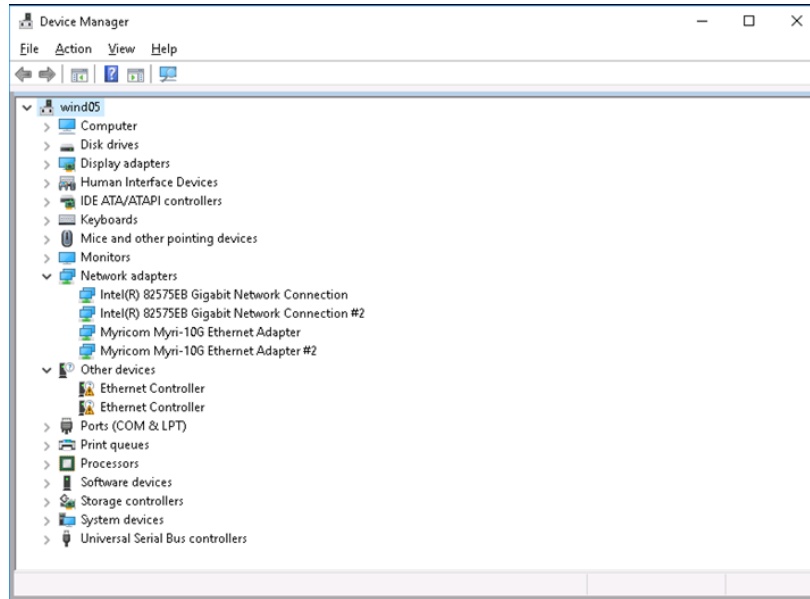 Device Manager
File Action View Help
wind05
Computer
Disk drives
Display adapters
Human Interface Devices
IDE ATA/ATAPI controllers
Keyboards
Mice and other pointing devices
Monitors
Network adapters
Intel(R) 82575EB Gigabit Network Connection
Intel(R) 82575EB Gigabit Network Connection #2
Myricom Myri-10G Ethernet Adapter
Myricom Myri-10G Ethernet Adapter #2
Other devices
Ethernet Controller
Ethernet Controller
Ports (COM & LPT)
Print queues
Processors
Software devices
Storage controllers
System devices
Universal Serial Bus controllers